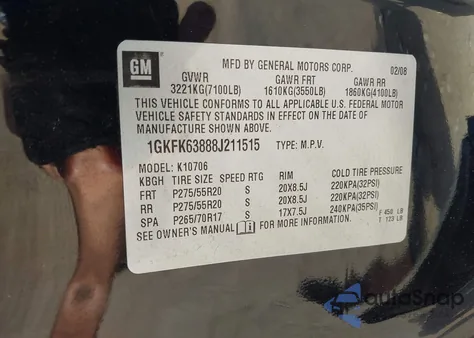 GM
MFD BY GENERAL MOTORS CORP. 02/08
GVWR GAWR FRT GAWR RR
3221KG(7100LB) 1610KG(3550LB) 1860KG(4100LB)
THIS VEHICLE CONFORMS TO ALL APPLICABLE U.S. FEDERAL MOTOR
VEHICLE SAFETY STANDARDS IN EFFECT ON THE DATE OF
MANUFACTURE SHOWN ABOVE.
1GKFK63888J211515 TYPE: M.P.V.
MODEL: K10706
KBGH TIRE SIZE SPEED RTG RIM COLD TIRE PRESSURE
FRT P275/55R20 S 20X8.5J 220KPA(32PSI)
RR P275/55R20 S 20X8.5J 220KPA(32PSI)
SPA P265/70R17 S 17X7.5J 240KPA(35PSI) F 450 LB
SEE OWNER'S MANUAL FOR MORE INFORMATION T 133 LB
autoSnap